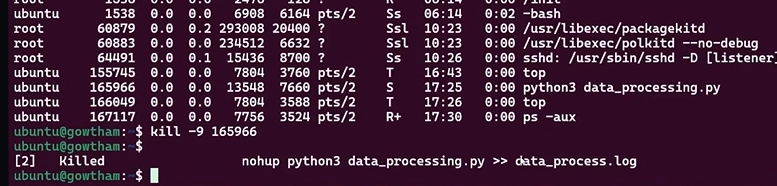 ubuntu 1538 0.0 0.0 6908 6164 pts/2 Ss 06:14 0:02 -bash
root 60879 0.0 0.2 293008 20400 ? Ssl 10:23 0:00 /usr/libexec/packagekitd
root 60883 0.0 0.0 234512 6632 ? Ssl 10:23 0:00 /usr/libexec/polkitd --no-debug
root 64491 0.0 0.1 15436 8700 ? Ss 10:26 0:00 sshd: /usr/sbin/sshd -D [listener]
ubuntu 155745 0.0 0.0 7804 3760 pts/2 T 16:43 0:00 top
ubuntu 165966 0.0 0.0 13548 7660 pts/2 S 17:25 0:00 python3 data_processing.py
ubuntu 166049 0.0 0.0 7804 3588 pts/2 T 17:26 0:00 top
ubuntu 167117 0.0 0.0 7756 3524 pts/2 R+ 17:30 0:00 ps -aux
ubuntu@gowtham:~$ kill -9 165966
ubuntu@gowtham:~$
[2] Killed nohup python3 data_processing.py >> data_process.log
ubuntu@gowtham:~$